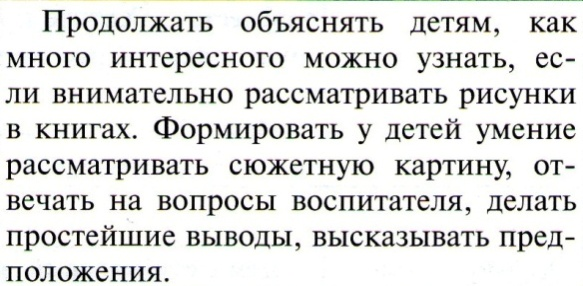 Продолжать объяснять детям, как
много интересного можно узнать, ес-
ли внимательно рассматривать рисунки
в книгах. Формировать у детей умение
рассматривать сюжетную картину, от-
вечать на вопросы воспитателя, делать
простейшие выводы, высказывать пред-
положения.